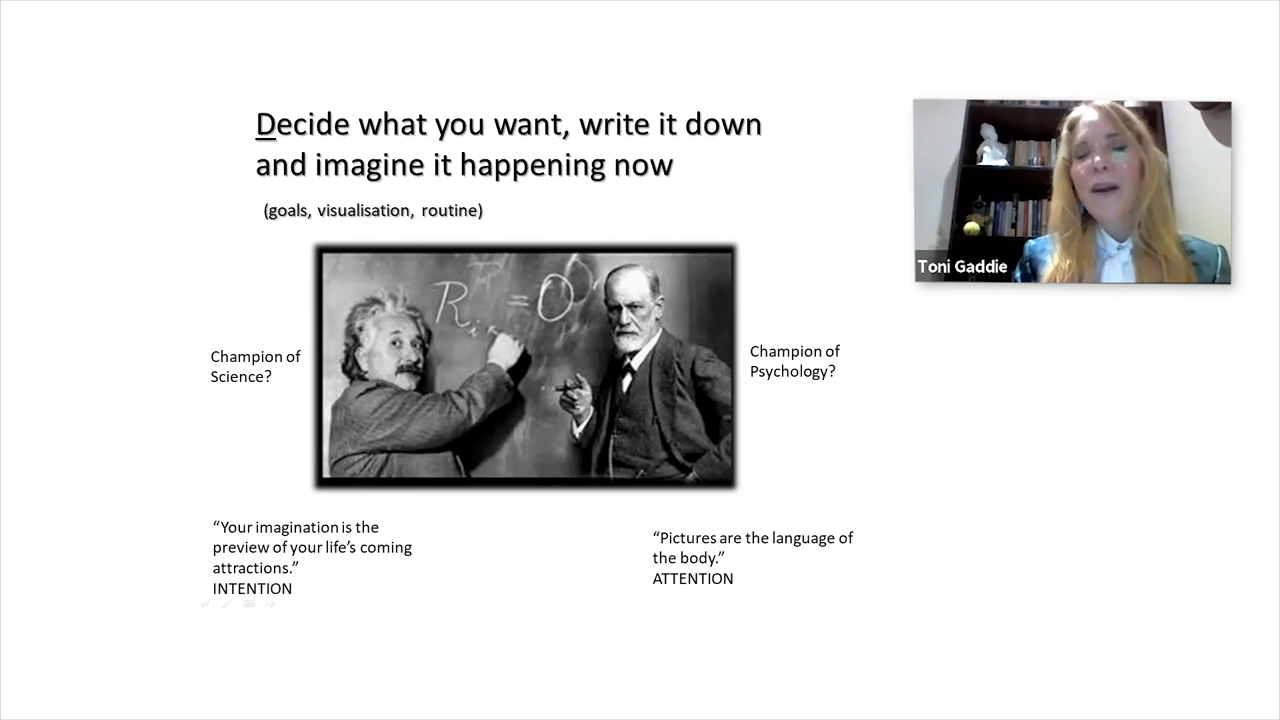 Decide what you want, write it down
and imagine it happening now
(goals, visualisation, routine)
Toni Gaddie
Champion of
Science?
Champion of
Psychology?
“Your imagination is the
preview of your life’s coming
attractions.”
INTENTION
“Pictures are the language of
the body.”
ATTENTION